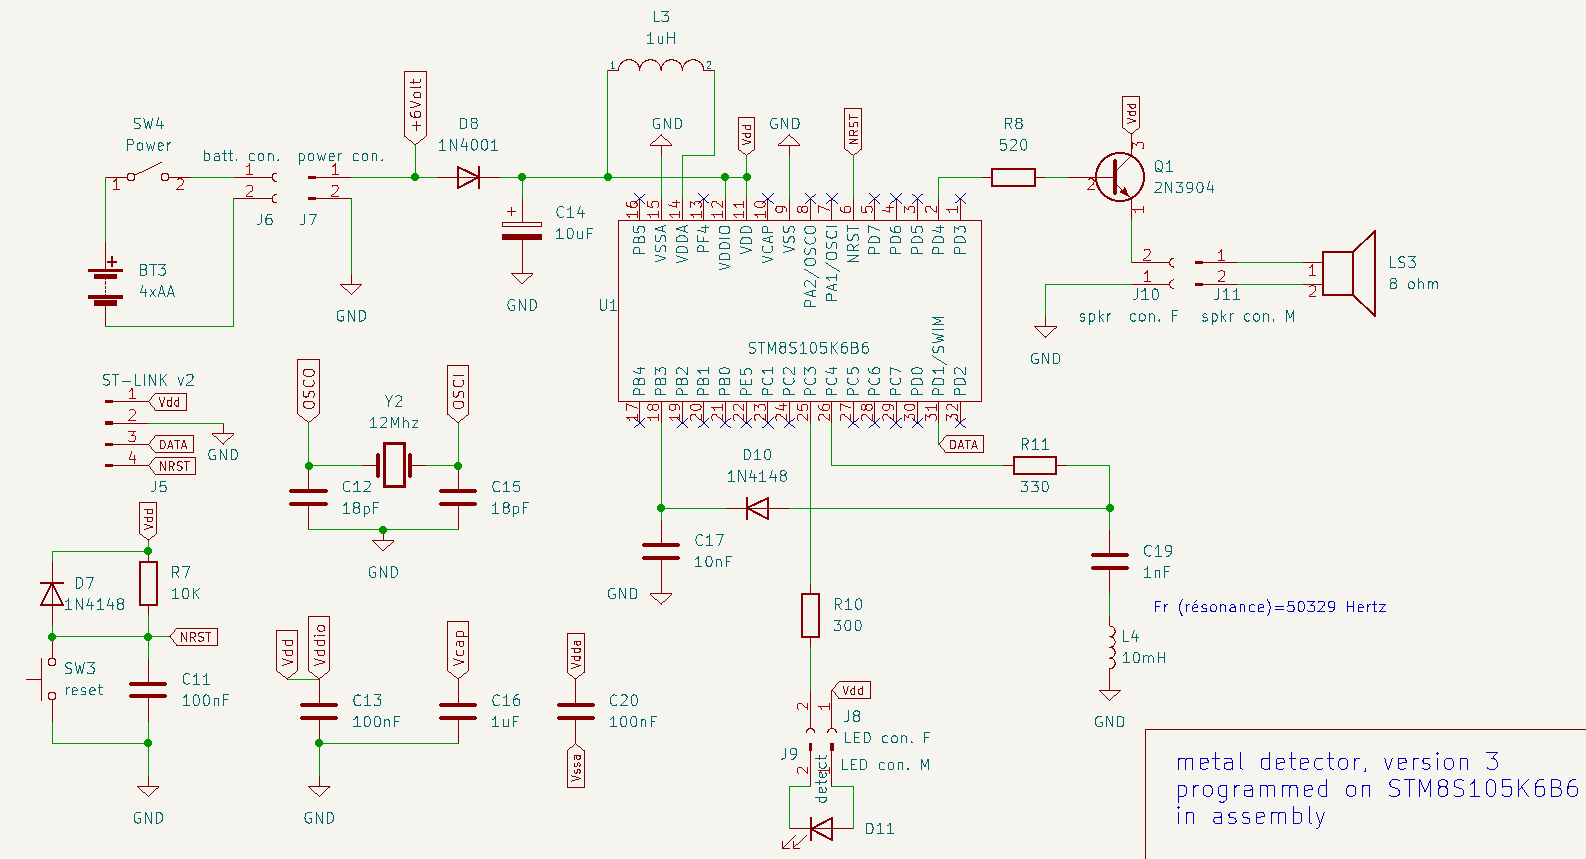 L3
1uH
+6Volt
SW4
Power
batt. con.
power con.
1
2
1
2
1
2
J6
J7
D8
1N4001
1
2
GND
Vdd
GND
NRST
R8
520
Vdd
3
Q1
2N3904
2
1
+
C14
10uF
GND
+
BT3
4xAA
GND
16
15
14
13
12
11
10
9
8
7
6
5
4
3
2
1
PB5
VSSA
VDDA
PF4
VDDIO
VDD
VCAP
VSS
PA2/OSCO
PA1/OSCI
NRST
PD7
PD6
PD5
PD4
PD3
U1
STM8S105K6B6
PB4
PB3
PB2
PB1
PB0
PE5
PC1
PC2
PC3
PC4
PC5
PC6
PC7
PD0
PD1/SWIM
PD2
17
18
19
20
21
22
23
24
25
26
27
28
29
30
31
32
2
1
J10
spkr con. F
1
2
J11
spkr con. M
1
2
LS3
8 ohm
GND
ST-LINK v2
1
Vdd
2
3
DATA
4
NRST
GND
J5
OSCO
OSCI
Y2
12Mhz
C12
18pF
C15
18pF
GND
DATA
R11
330
D10
1N4148
C17
10nF
GND
C19
1nF
Fr (résonance)=50329 Hertz
L4
10mH
GND
Vdd
D7
1N4148
R7
10K
NRST
SW3
reset
C11
100nF
GND
Vdd
Vddio
C13
100nF
GND
Vcap
C16
1uF
Vdda
C20
100nF
Vssa
R10
300
Vdd
2
1
J8
LED con. F
J9
LED con. M
2
1
detect
D11
metal detector, version 3
programmed on STM8S105K6B6
in assembly